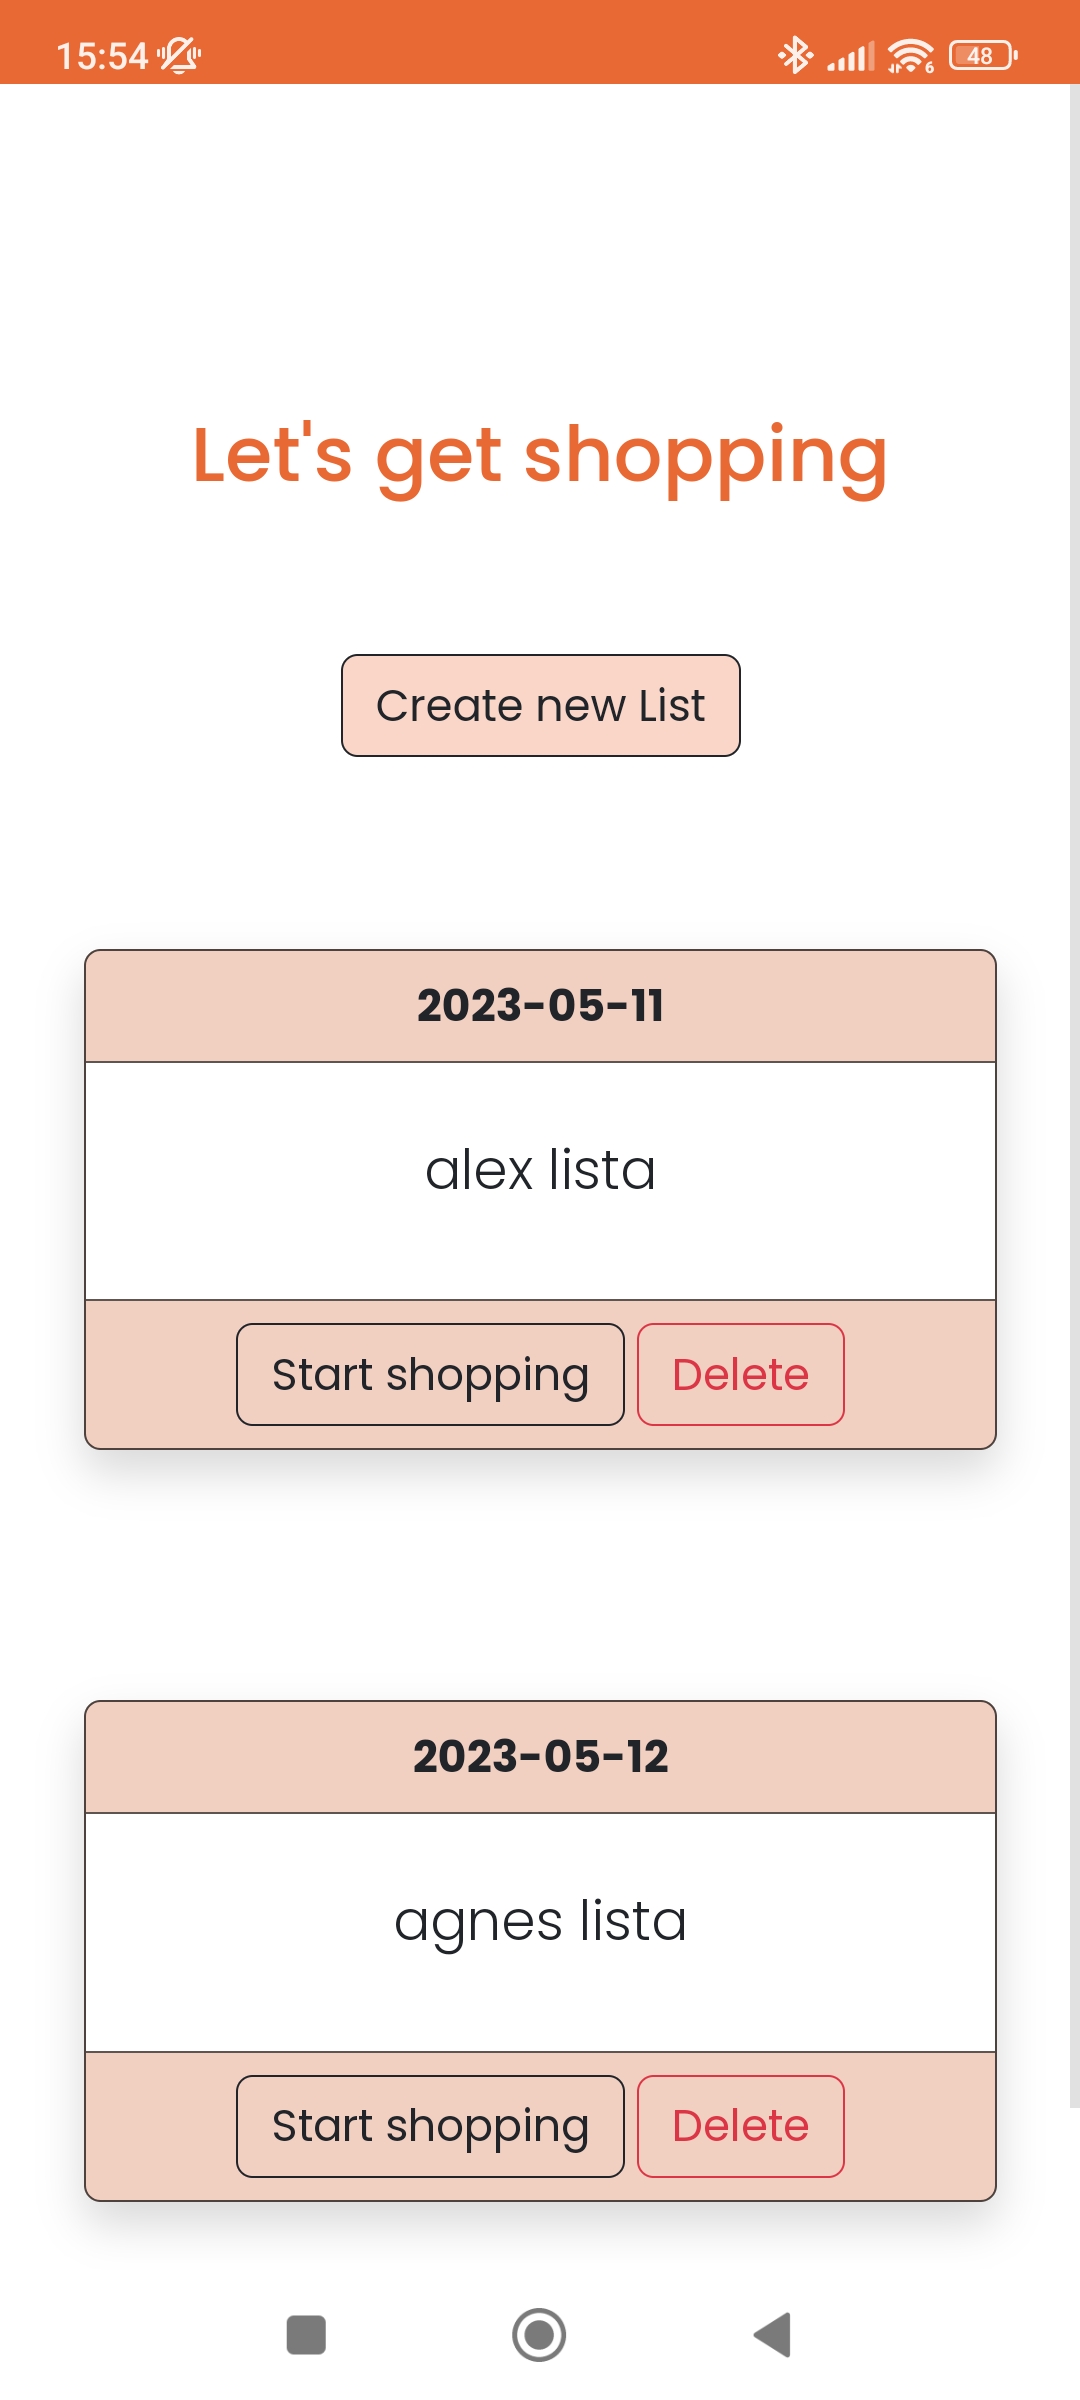 15:54
6
48
Let's get shopping
Create new List
2023-05-11
alex lista
Start shopping Delete
2023-05-12
agnes lista
Start shopping Delete